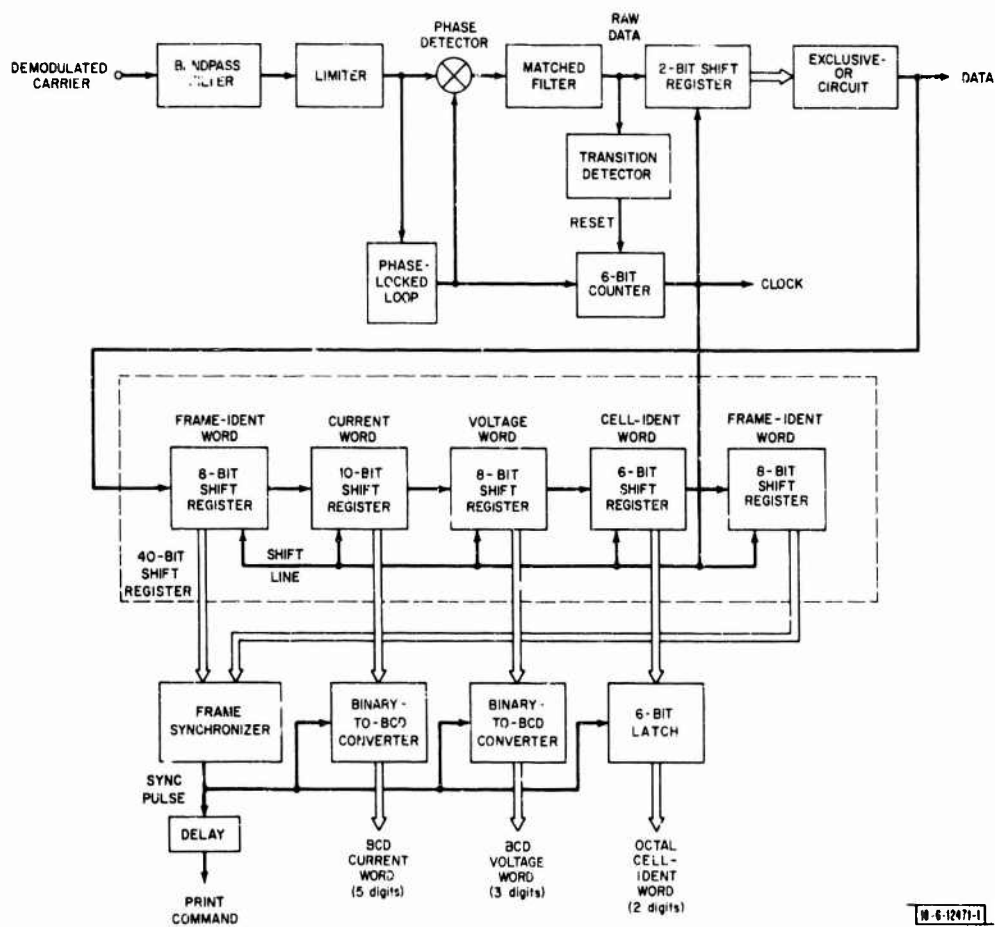 PHASE
DETECTOR
RAW
DATA
DEMODULATED
CARRIER
BANDPASS
FILTER
LIMITER
MATCHED
FILTER
2-BIT SHIFT
REGISTER
EXCLUSIVE-
OR
CIRCUIT
DATA
TRANSITION
DETECTOR
RESET
PHASE-
LOCKED
LOOP
6-BIT
COUNTER
CLOCK
FRAME-IDENT
WORD
CURRENT
WORD
VOLTAGE
WORD
CELL-IDENT
WORD
FRAME-IDENT
WORD
8-BIT
SHIFT
REGISTER
10-BIT
SHIFT
REGISTER
8-BIT
SHIFT
REGISTER
6-BIT
SHIFT
REGISTER
8-BIT
SHIFT
REGISTER
40-BIT
SHIFT
REGISTER
SHIFT
LINE
FRAME
SYNCHRONIZER
BINARY-
TO-BCD
CONVERTER
BINARY-
TO-BCD
CONVERTER
6-BIT
LATCH
SYNC
PULSE
DELAY
PRINT
COMMAND
BCD
CURRENT
WORD
(5 digits)
BCD
VOLTAGE
WORD
(3 digits)
OCTAL
CELL-
IDENT
WORD
(2 digits)